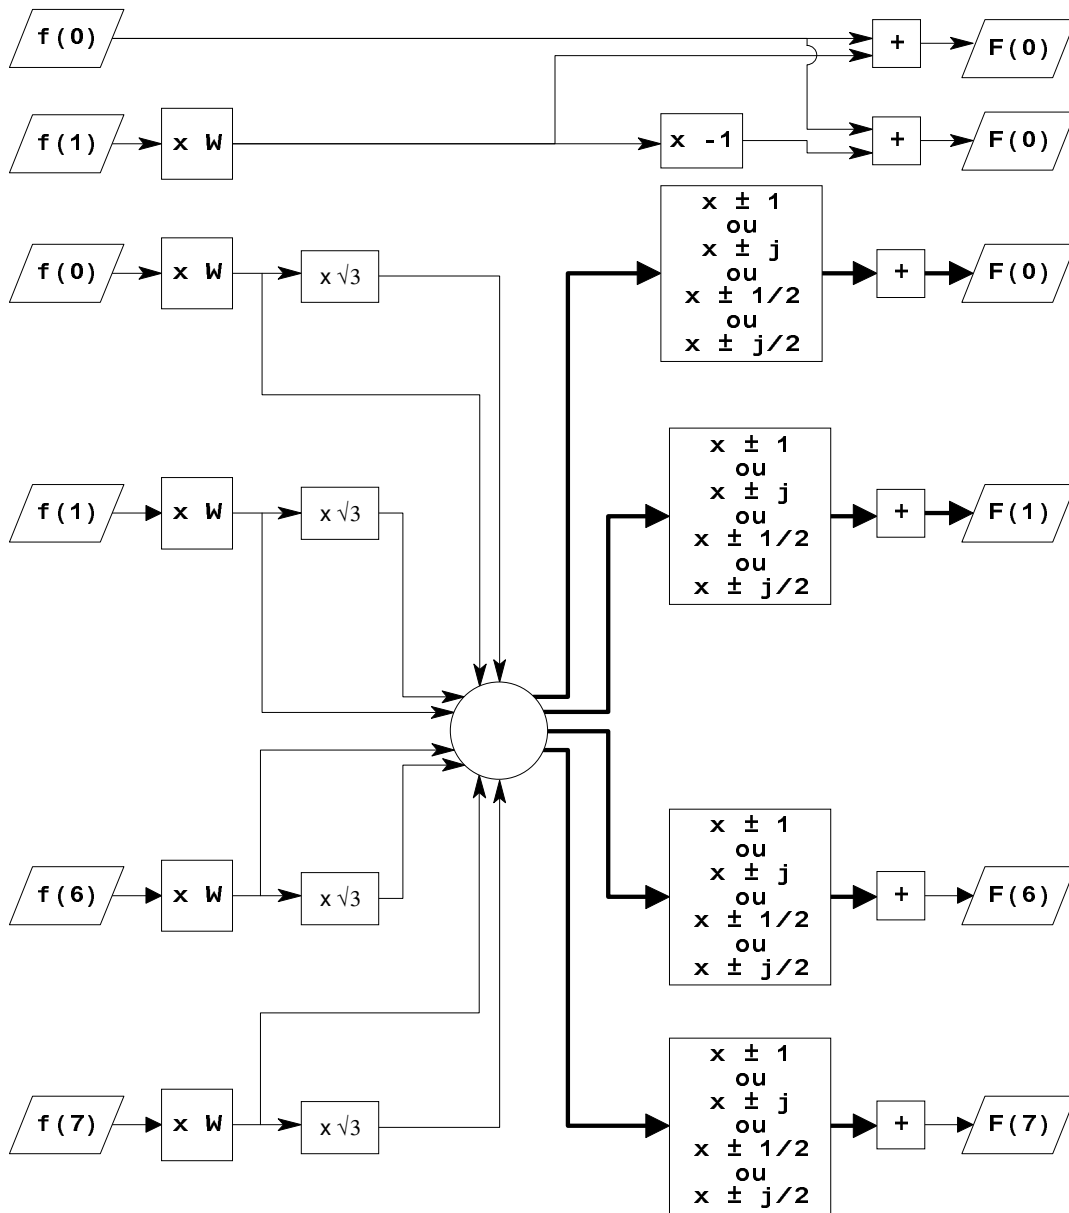 f(0)
+
F(0)
f(1)
x W
x -1
+
F(0)
f(0)
x W
x √3
x ± 1
ou
x ± j
ou
x ± 1/2
ou
x ± j/2
+
F(0)
f(1)
x W
x √3
x ± 1
ou
x ± j
ou
x ± 1/2
ou
x ± j/2
+
F(1)
f(6)
x W
x √3
x ± 1
ou
x ± j
ou
x ± 1/2
ou
x ± j/2
+
F(6)
f(7)
x W
x √3
x ± 1
ou
x ± j
ou
x ± 1/2
ou
x ± j/2
+
F(7)